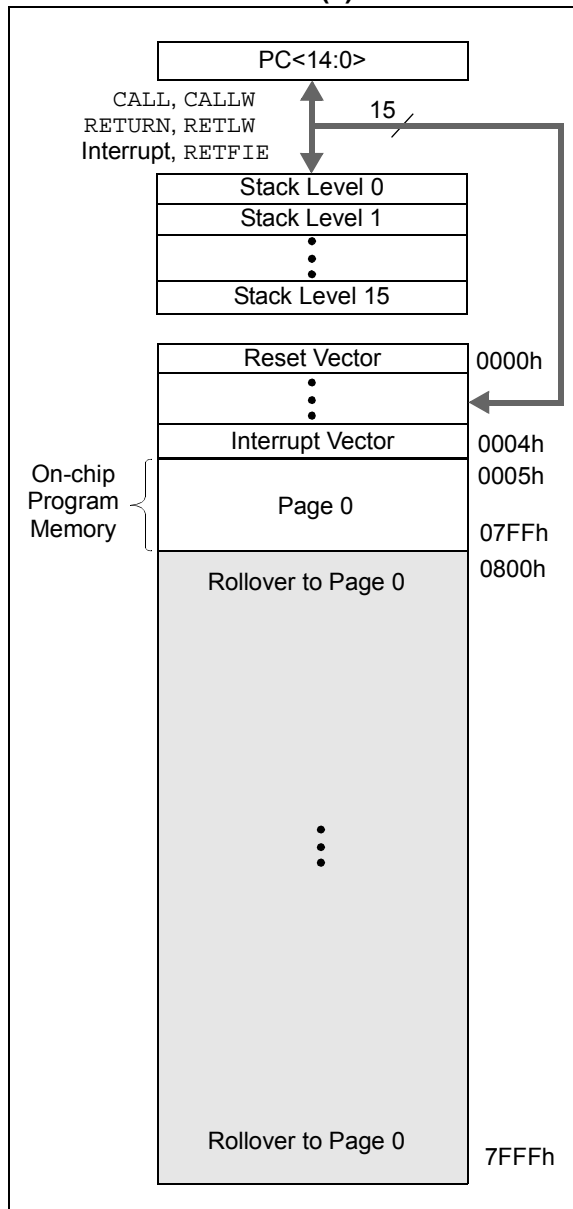 PC<14:0>
CALL, CALLW
RETURN, RETLW
Interrupt, RETFIE
15
Stack Level 0
Stack Level 1
Stack Level 15
Reset Vector
0000h
Interrupt Vector
0004h
On-chip
Program
Memory
Page 0
0005h
07FFh
Rollover to Page 0
0800h
Rollover to Page 0
7FFFh